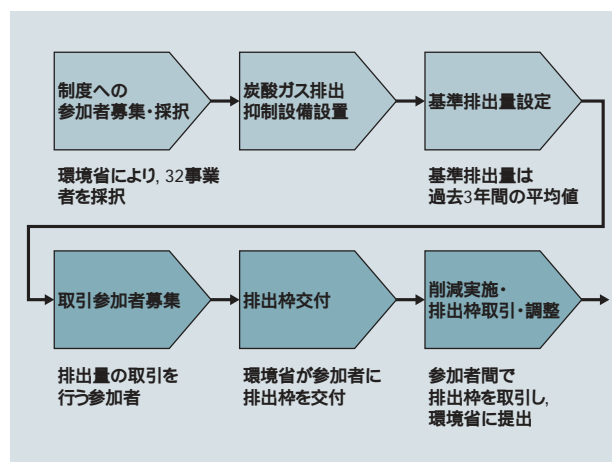 制度への
参加者募集・採択
炭酸ガス排出
抑制設備設置
基準排出量設定
環境省により, 32事業
者を採択
基準排出量は
過去3年間の平均値
取引参加者募集
排出枠交付
削減実施・
排出枠取引・調整
排出量の取引を
行う参加者
環境省が参加者に
排出枠を交付
参加者間で
排出枠を取引し,
環境省に提出